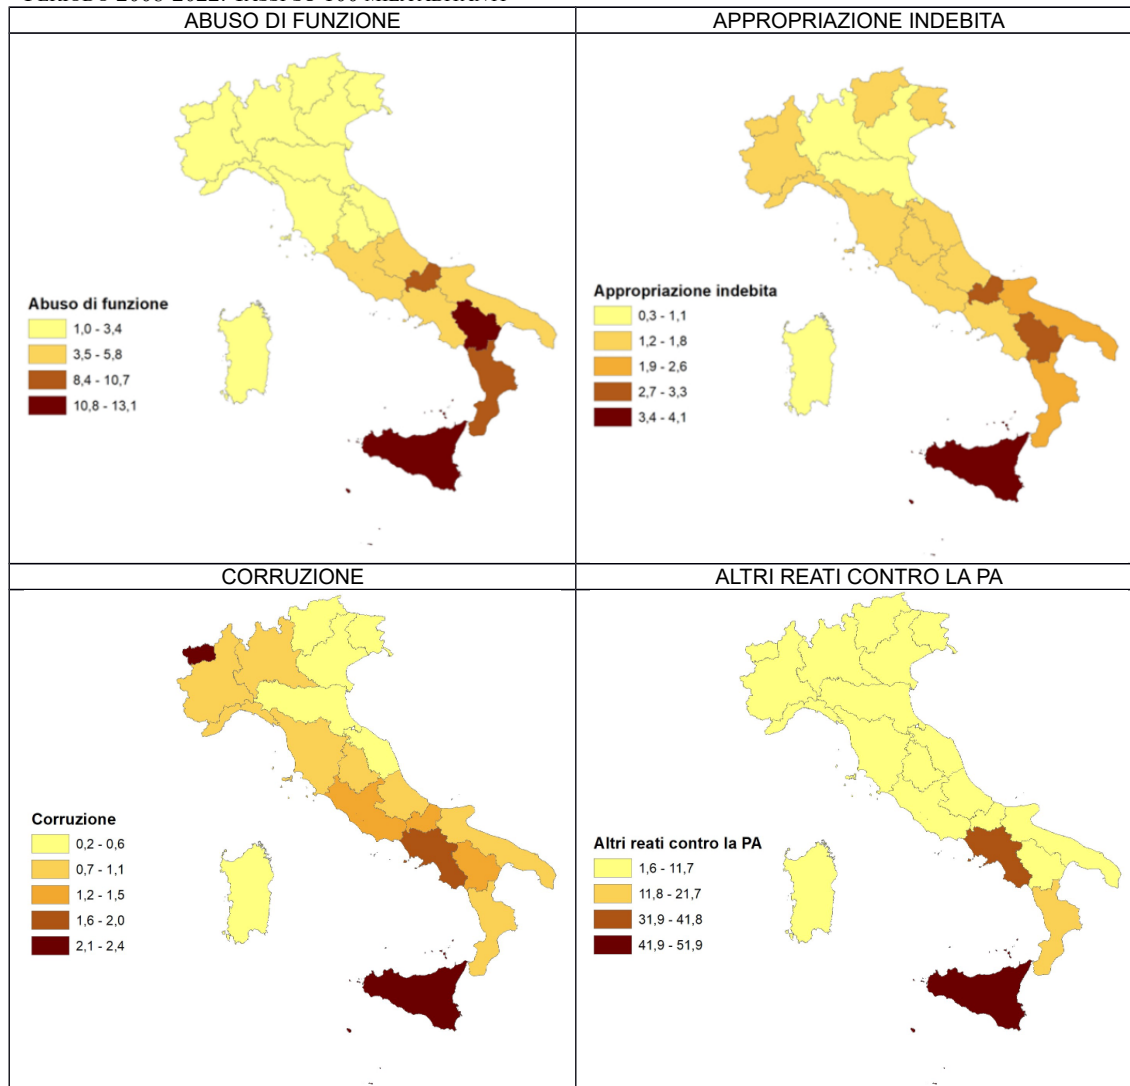 ABUSO DI FUNZIONE
APPROPRIAZIONE INDEBITA
Abuso di funzione
1,0 - 3,4
3,5 - 5,8
8,4 - 10,7
10,8 - 13,1
Appropriazione indebita
0,3 - 1,1
1,2 - 1,8
1,9 - 2,6
2,7 - 3,3
3,4 - 4,1
CORRUZIONE
ALTRI REATI CONTRO LA PA
Corruzione
0,2 - 0,6
0,7 - 1,1
1,2 - 1,5
1,6 - 2,0
2,1 - 2,4
Altri reati contro la PA
1,6 - 11,7
11,8 - 21,7
31,9 - 41,8
41,9 - 51,9